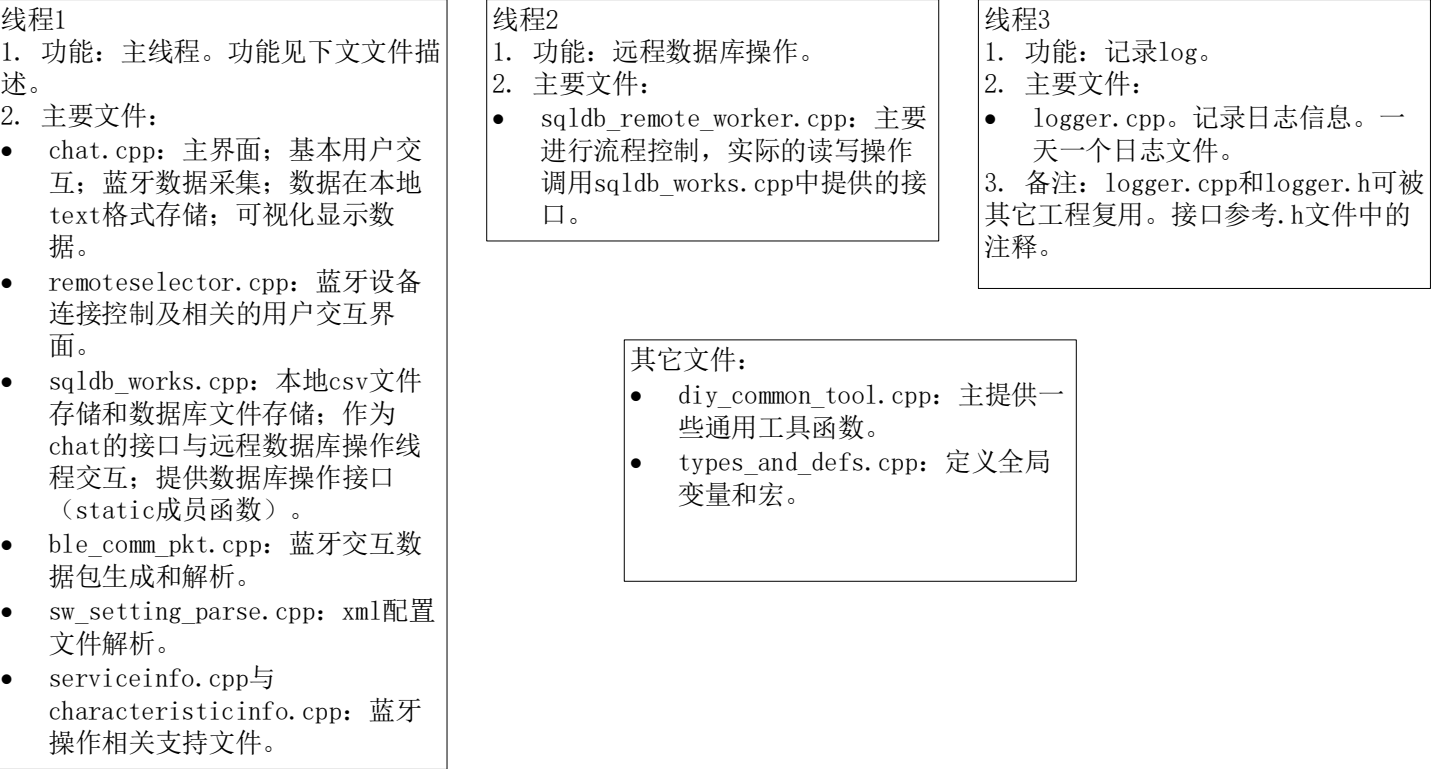 线程1
1. 功能：主线程。功能见下文文件描
述。
2. 主要文件：
• chat.cpp：主界面；基本用户交
互；蓝牙数据采集；数据在本地
text格式存储；可视化显示数
据。
• remoteselector.cpp：蓝牙设备
连接控制及相关的用户交互界
面。
• sqldb_works.cpp：本地csv文件
存储和数据库文件存储；作为
chat的接口与远程数据库操作线
程交互；提供数据库操作接口
（static成员函数）。
• ble_comm_pkt.cpp：蓝牙交互数
据包生成和解析。
• sw_setting_parse.cpp：xml配置
文件解析。
• serviceinfo.cpp与
characteristicinfo.cpp：蓝牙
操作相关支持文件。
线程2
1. 功能：远程数据库操作。
2. 主要文件：
• sqldb_remote_worker.cpp：主要
进行流程控制，实际的读写操作
调用sqldb_works.cpp中提供的接
口。
线程3
1. 功能：记录log。
2. 主要文件：
• logger.cpp。记录日志信息。一
天一个日志文件。
3. 备注：logger.cpp和logger.h可被
其它工程复用。接口参考.h文件中的
注释。
其它文件：
• diy_common_tool.cpp：主提供一
些通用工具函数。
• types_and_defs.cpp：定义全局
变量和宏。